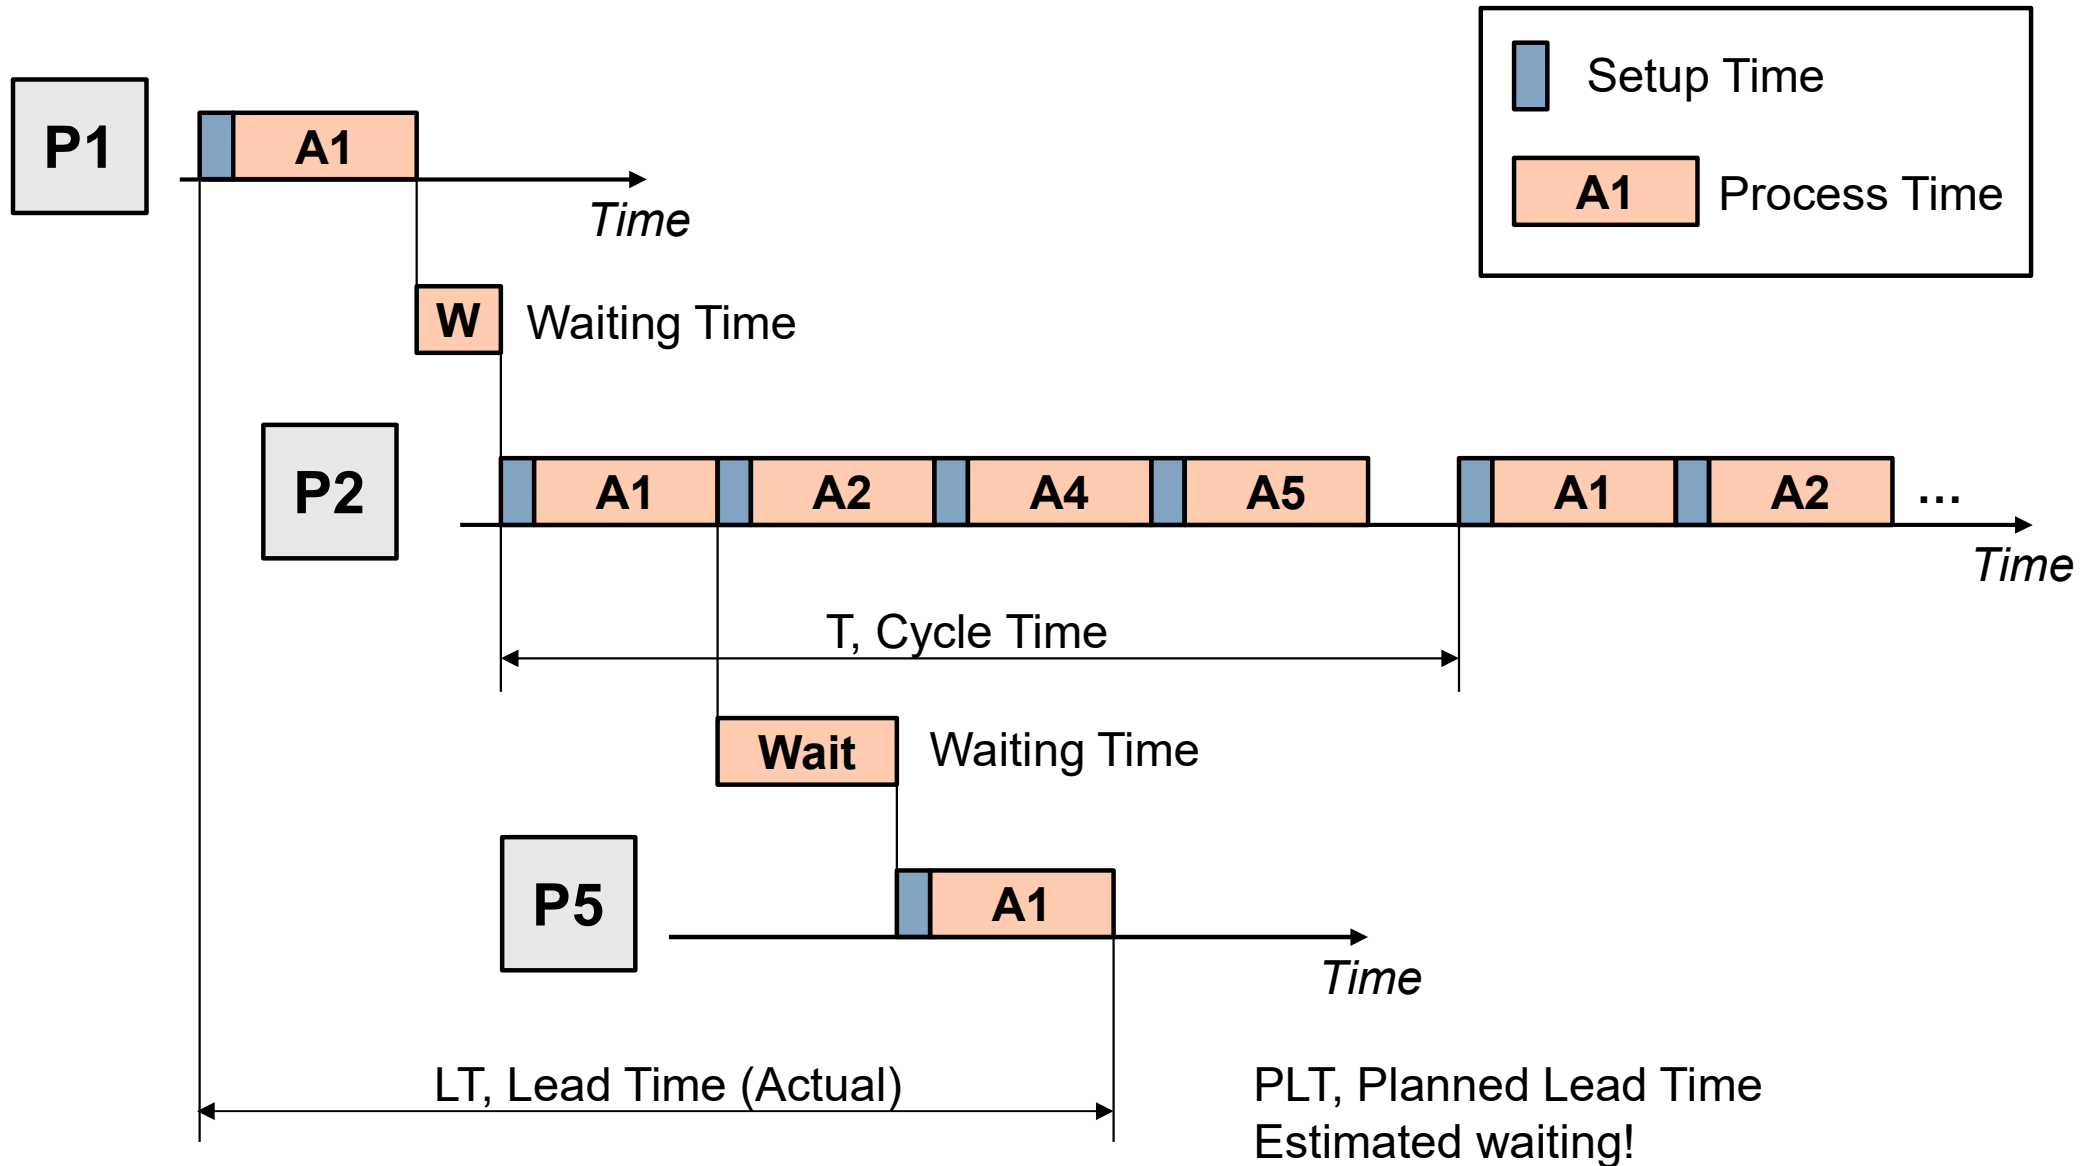 Setup Time
P1
A1
A1 Process Time
Time
W Waiting Time
P2
A1 A2 A4 A5 A1 A2 ...
Time
T, Cycle Time
Wait Waiting Time
P5
A1
Time
LT, Lead Time (Actual)
PLT, Planned Lead Time
Estimated waiting!